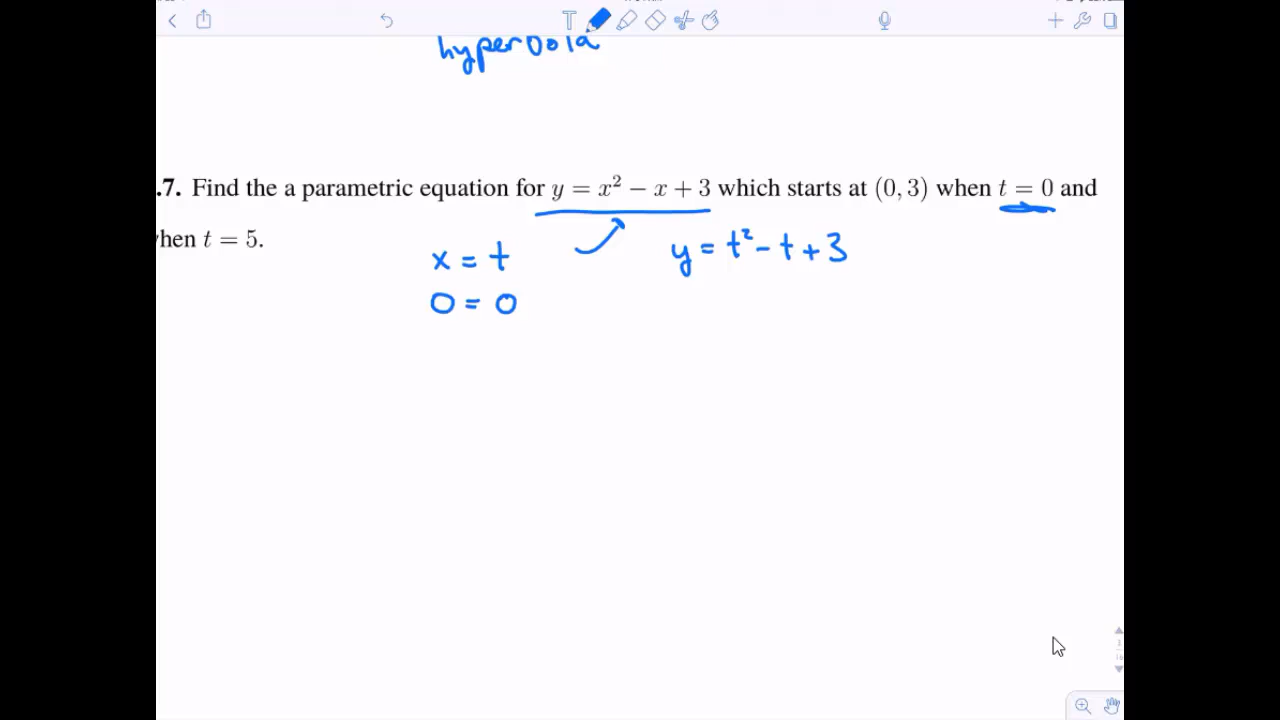 hyperbola
.7. Find the a parametric equation for y = x² − x + 3 which starts at (0, 3) when t = 0 and
hen t = 5.
x = t
y = t² - t + 3
0 = 0